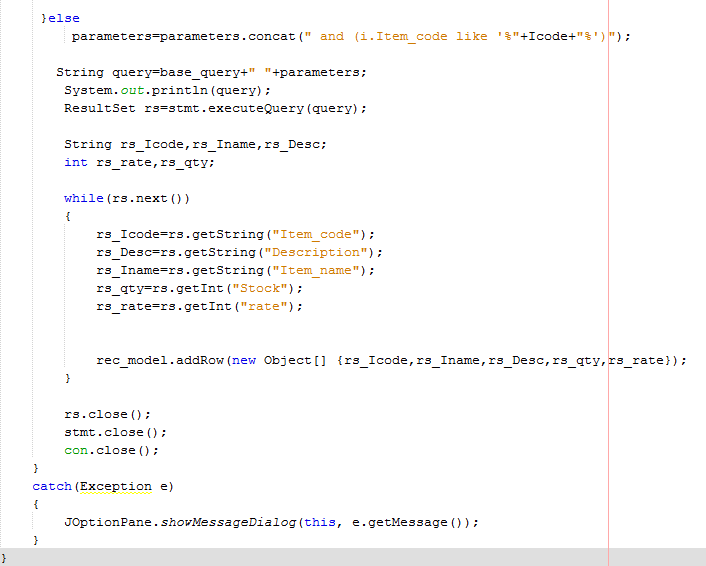 }else
parameters=parameters.concat(" and (i.Item_code like '%"+Icode+"%')");
String query=base_query+" "+parameters;
System.out.println(query);
ResultSet rs=stmt.executeQuery(query);
String rs_Icode,rs_Iname,rs_Desc;
int rs_rate,rs_qty;
while(rs.next())
{
rs_Icode=rs.getString("Item_code");
rs_Desc=rs.getString("Description");
rs_Iname=rs.getString("Item_name");
rs_qty=rs.getInt("Stock");
rs_rate=rs.getInt("rate");
rec_model.addRow(new Object[] {rs_Icode,rs_Iname,rs_Desc,rs_qty,rs_rate});
}
rs.close();
stmt.close();
con.close();
}
catch(Exception e)
{
JOptionPane.showMessageDialog(this, e.getMessage());
}
}